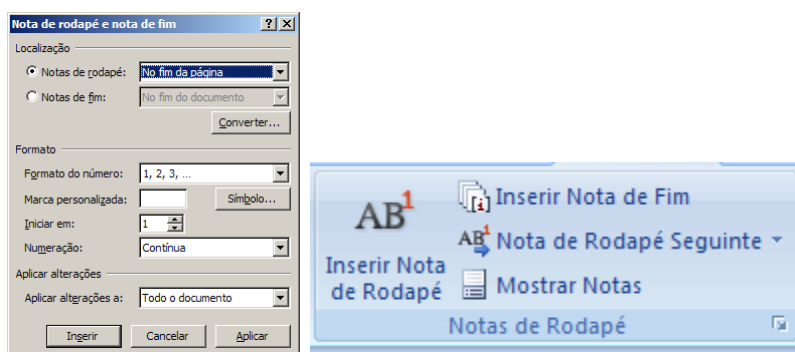 Nota de rodapé e nota de fim
Localização
Notas de rodapé: No fim da página
Notas de fim: No fim do documento
Converter...
Formato
Formato do número: 1, 2, 3, ...
Marca personalizada: Símbolo...
Iniciar em: 1
Numeração: Contínua
Aplicar alterações
Aplicar alterações a: Todo o documento
Inserir Cancelar Aplicar
AB1
Inserir Nota de Rodapé
Inserir Nota de Fim
AB1 Nota de Rodapé Seguinte
Mostrar Notas
Notas de Rodapé